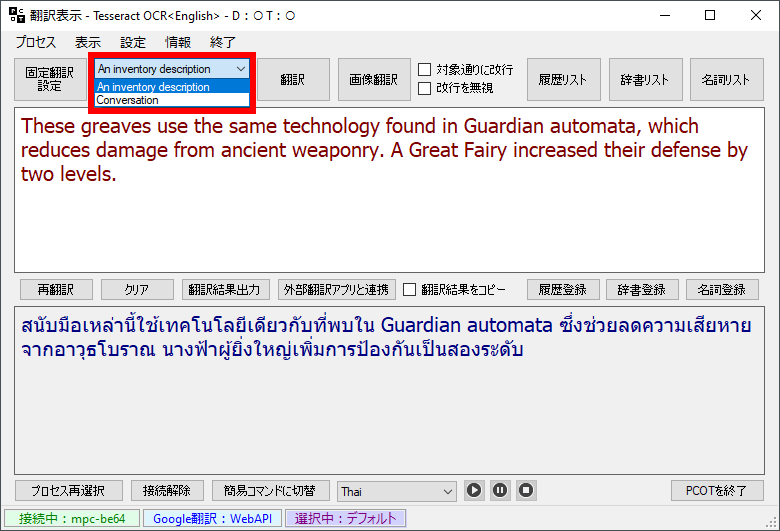 翻訳表示 - Tesseract OCR<English> - D : O T : O
プロセス 表示 設定 情報 終了
固定翻訳設定 An inventory description 翻訳 画像翻訳 対象通りに改行 履歴リスト 辞書リスト 名詞リスト
An inventory description 改行を無視
Conversation
These greaves use the same technology found in Guardian automata, which
reduces damage from ancient weaponry. A Great Fairy increased their defense by
two levels.
再翻訳 クリア 翻訳結果出力 外部翻訳アプリと連携 翻訳結果をコピー 履歴登録 辞書登録 名詞登録
สนับมือเหล่านี้ใช้เทคโนโลยีเดียวกับที่พบใน Guardian automata ซึ่งช่วยลดความเสียหาย
จากอาวุธโบราณ นางฟ้าผู้ยิ่งใหญ่เพิ่มการป้องกันเป็นสองระดับ
プロセス再選択 接続解除 簡易コマンドに切替 Thai PCOTを終了
接続中：mpc-be64 Google翻訳：WebAPI 選択中：デフォルト